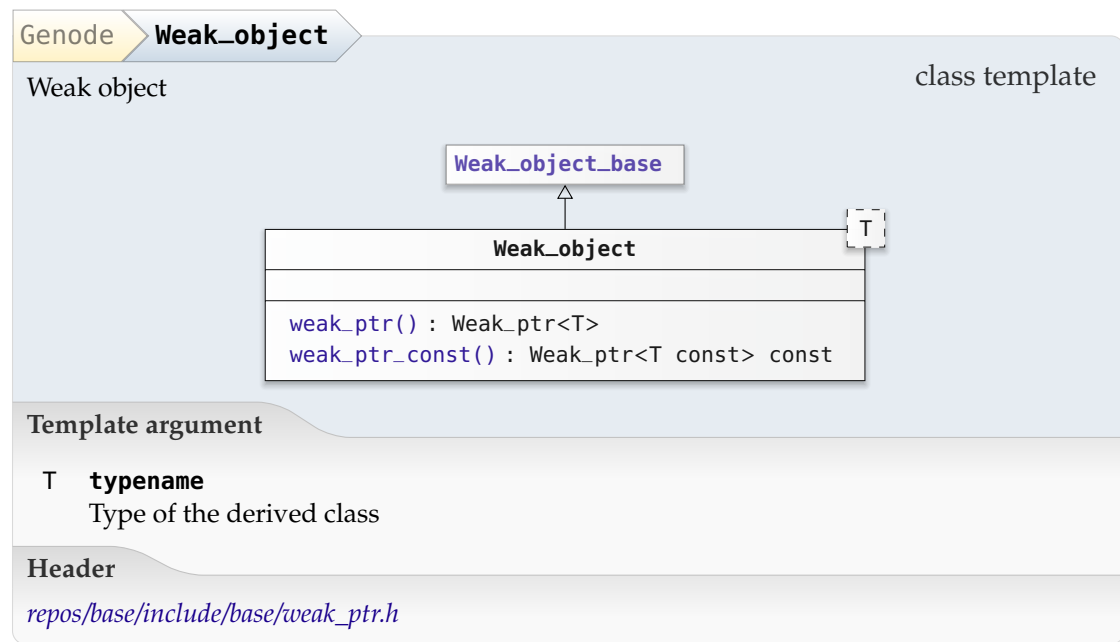 Genode Weak_object
Weak object
class template
Weak_object_base
T
Weak_object
weak_ptr() : Weak_ptr<T>
weak_ptr_const() : Weak_ptr<T const> const
Template argument
T typename
Type of the derived class
Header
repos/base/include/base/weak_ptr.h